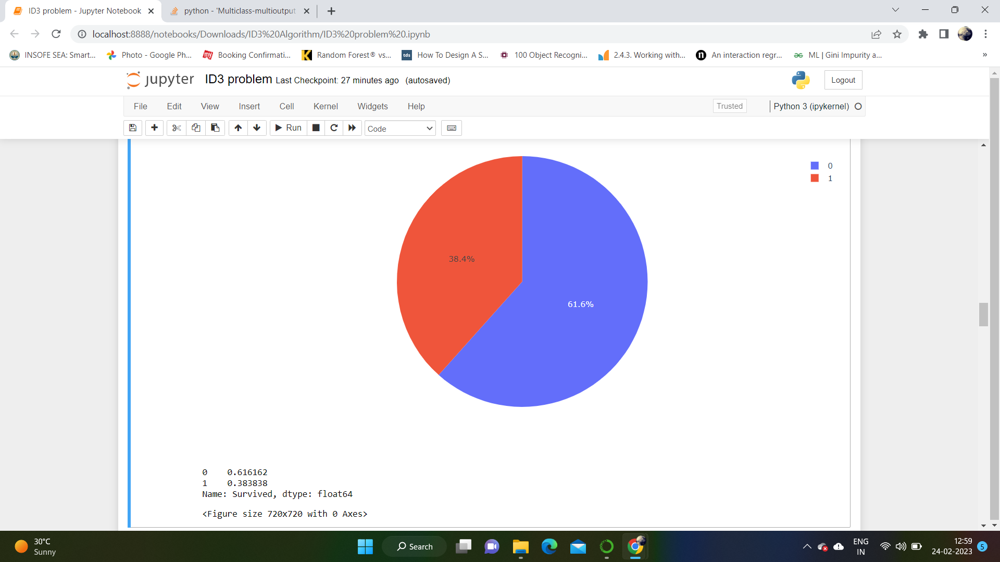 ID3 problem - Jupyter Notebook
python - 'Multiclass-multioutput
localhost:8888/notebooks/Downloads/ID3%20Algorithm/ID3%20problem%20.ipynb
INSOFE SEA: Smart... Photo - Google Ph... my Booking Confirmati... K Random Forest® vs... tds How To Design A S... 100 Object Recogni... 2.4.3. Working with... n An interaction regr... ML | Gini Impurity a... »
jupyter ID3 problem Last Checkpoint: 27 minutes ago (autosaved) Logout
File Edit View Insert Cell Kernel Widgets Help Trusted Python 3 (ipykernel)
Run Code
0
1
38.4%
61.6%
0 0.616162
1 0.383838
Name: Survived, dtype: float64
<Figure size 720x720 with 0 Axes>
30°C
Sunny
Search
ENG
IN
12:59
24-02-2023
5